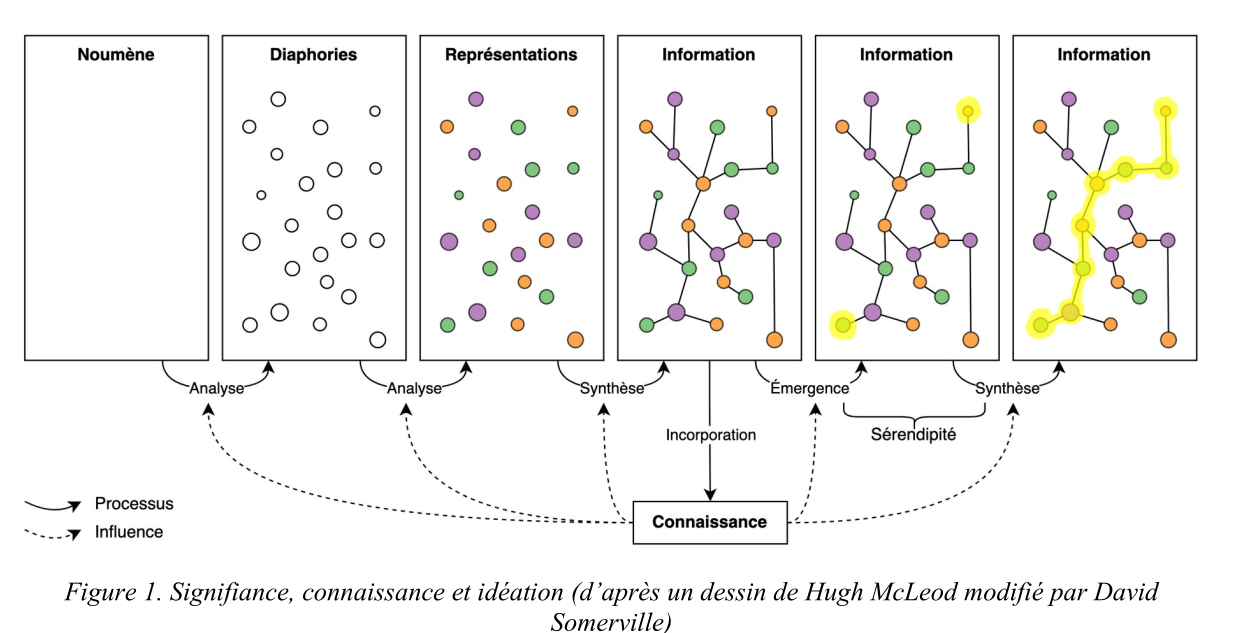 Noumène
Diaphories
Représentations
Information
Information
Information
Analyse
Analyse
Synthèse
Émergence
Synthèse
Incorporation
Sérendipité
Processus
Influence
Connaissance
Figure 1. Signifiance, connaissance et idéation (d’après un dessin de Hugh McLeod modifié par David
Somerville)